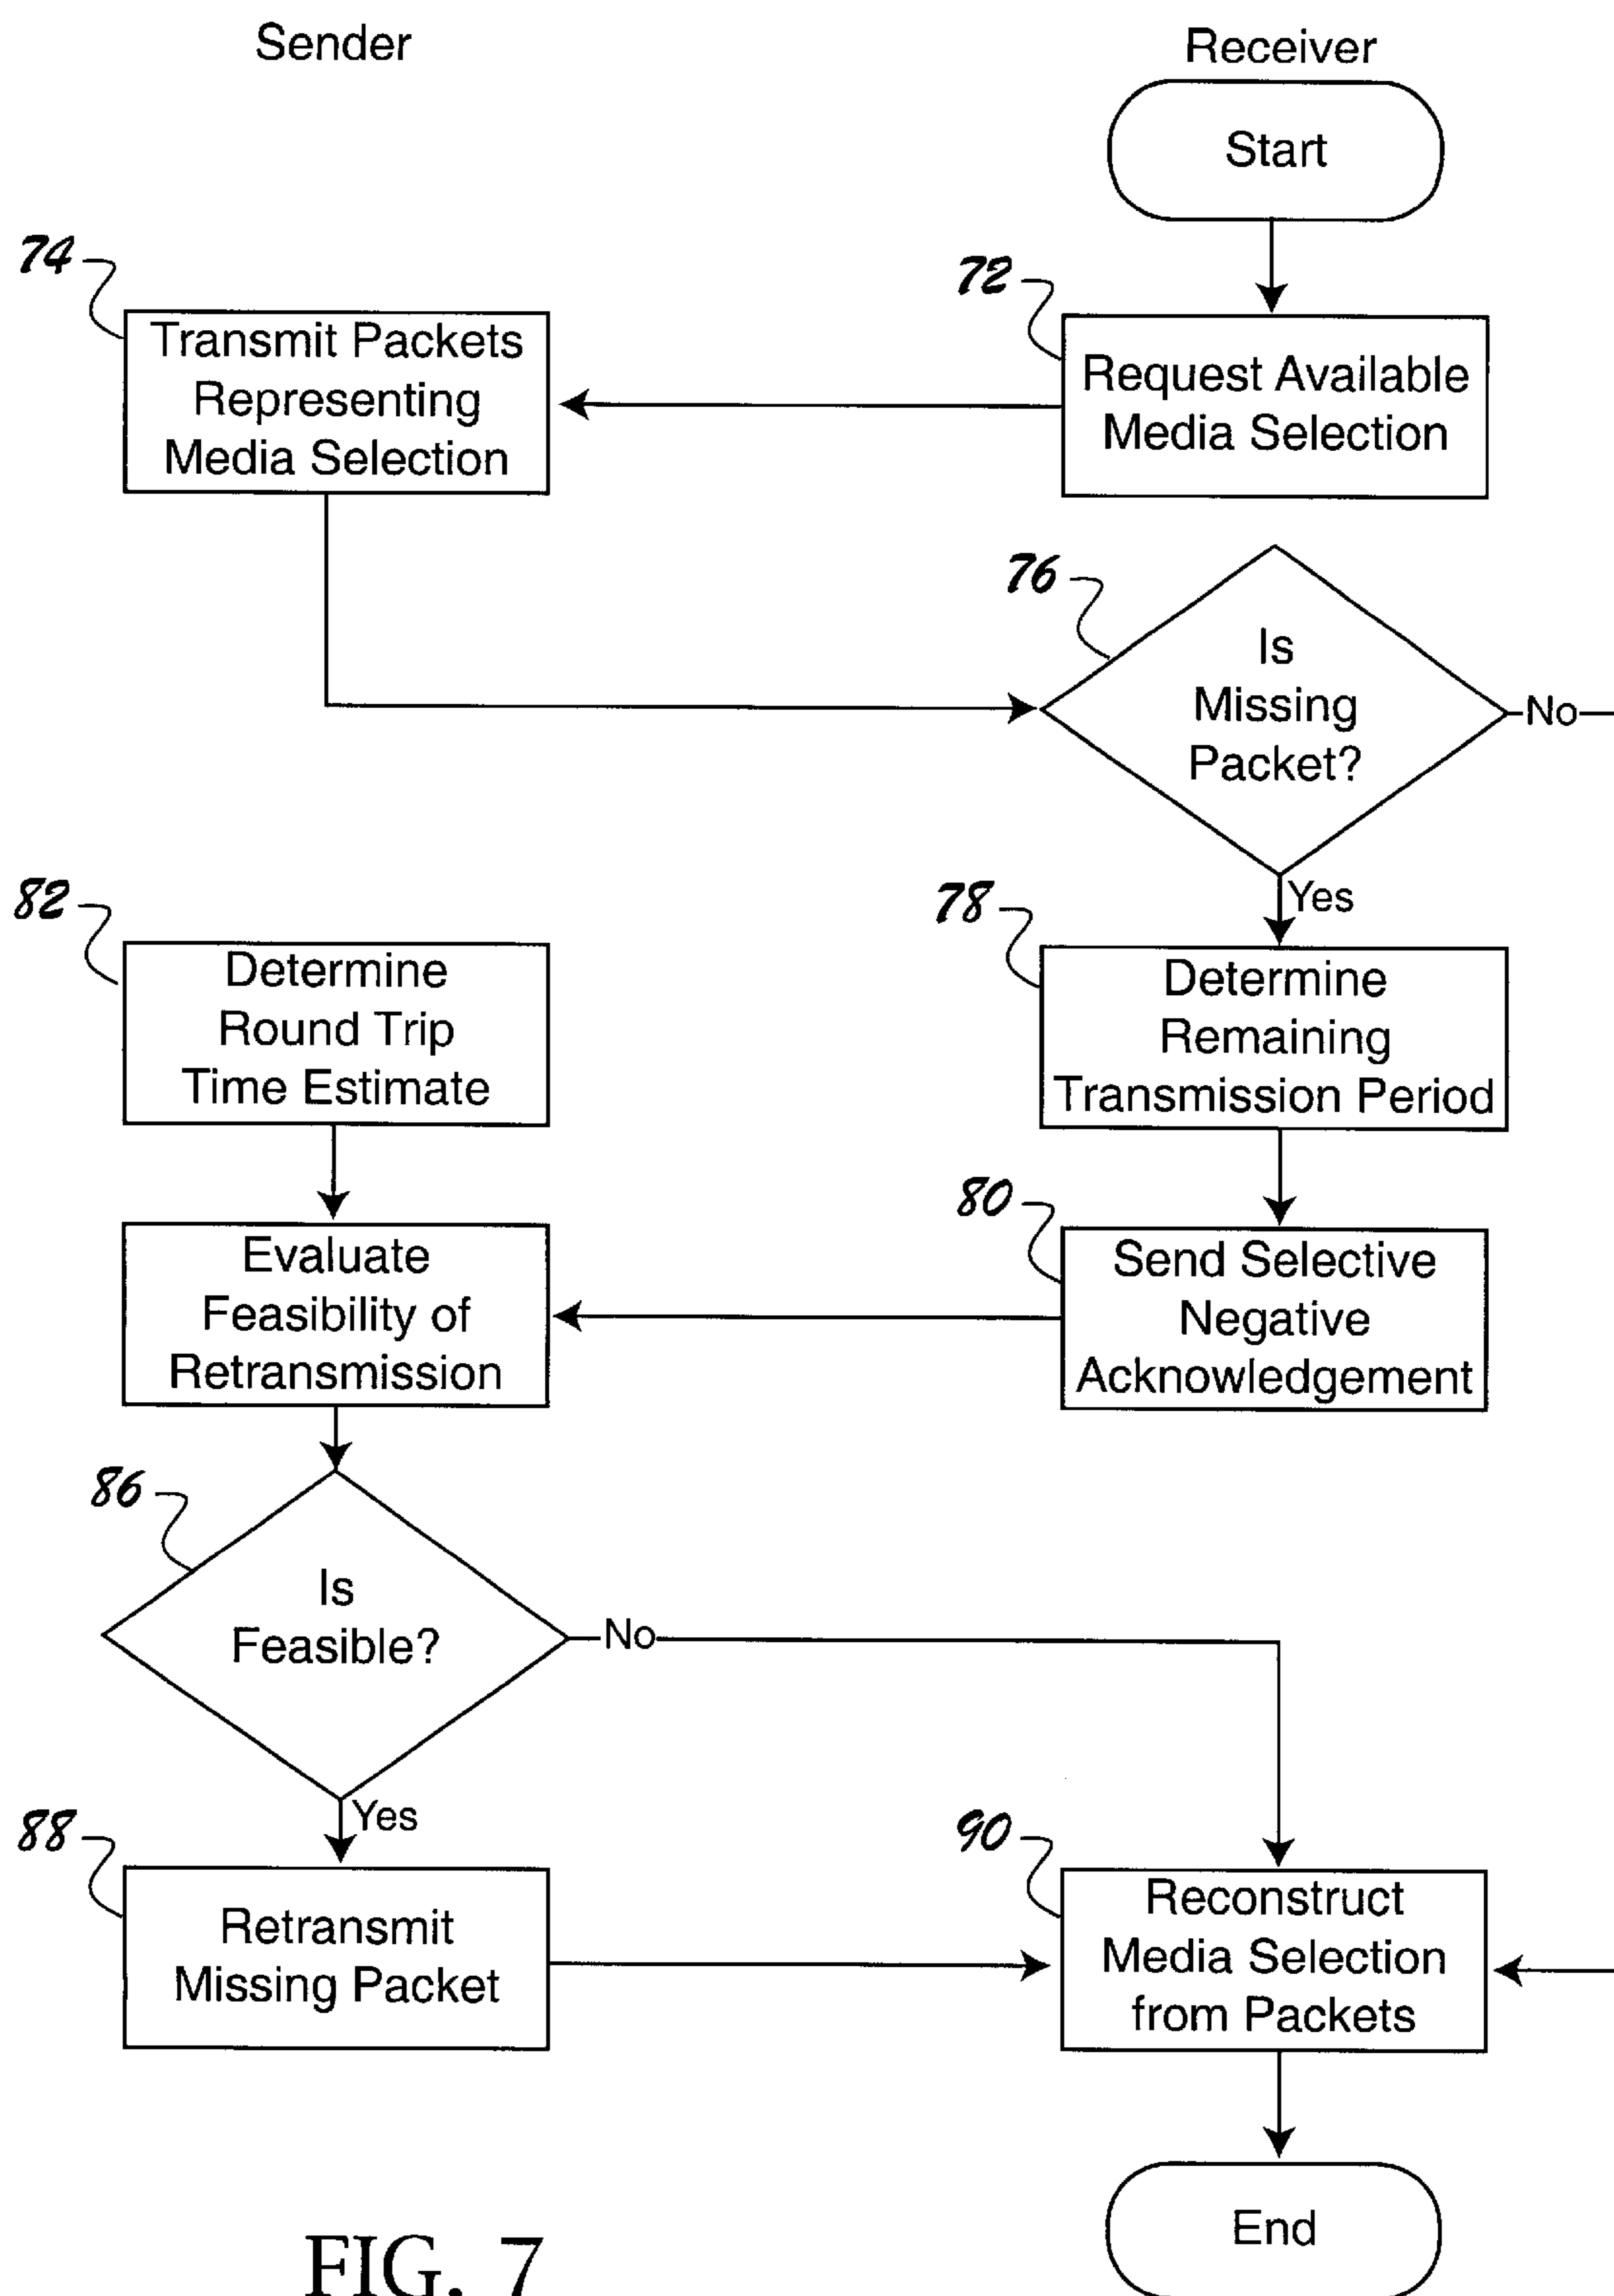 Sender
Receiver
Start
74
72
Transmit Packets
Representing
Media Selection
Request Available
Media Selection
76
Is
Missing
Packet?
No
Yes
82
78
Determine
Round Trip
Time Estimate
Determine
Remaining
Transmission Period
80
Evaluate
Feasibility of
Retransmission
Send Selective
Negative
Acknowledgement
86
Is
Feasible?
No
Yes
88
90
Retransmit
Missing Packet
Reconstruct
Media Selection
from Packets
End
FIG. 7